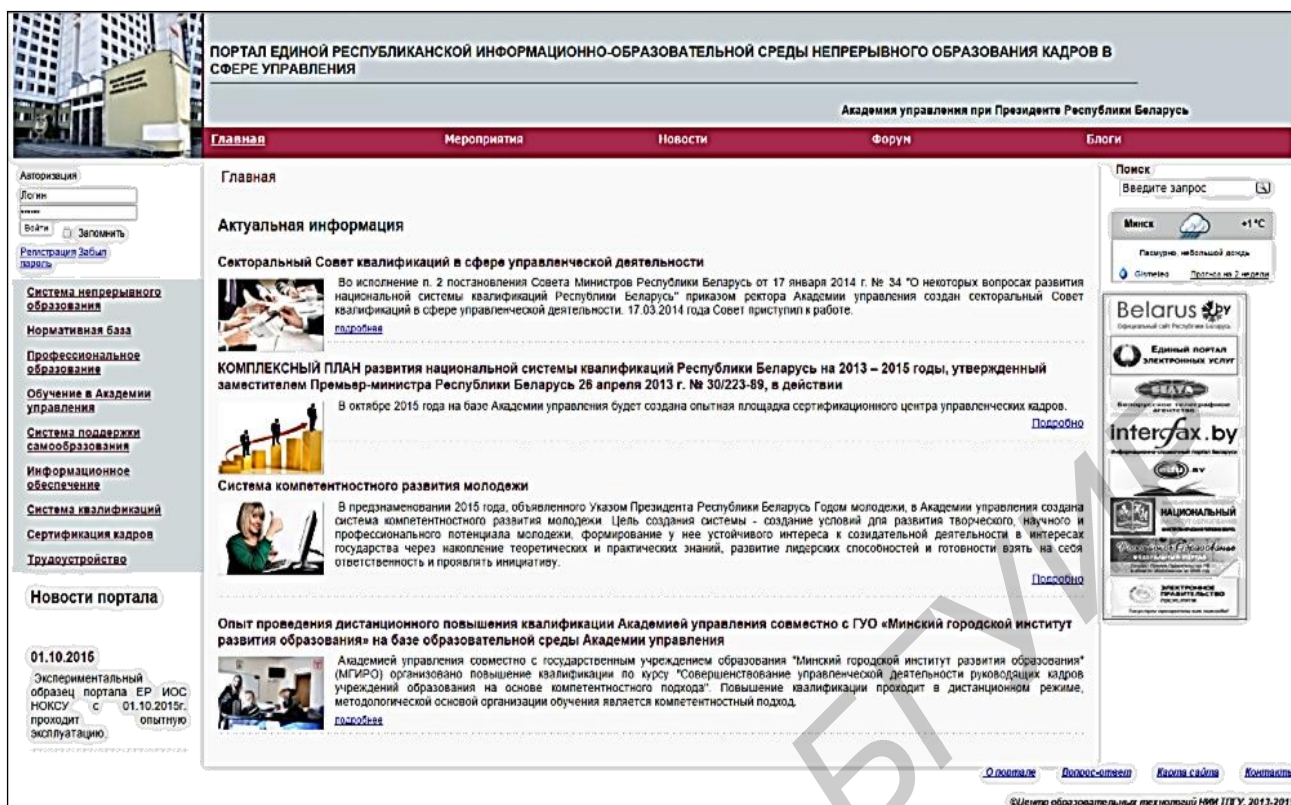 ПОРТАЛ ЕДИНОЙ РЕСПУБЛИКАНСКОЙ ИНФОРМАЦИОННО-ОБРАЗОВАТЕЛЬНОЙ СРЕДЫ НЕПРЕРЫВНОГО ОБРАЗОВАНИЯ КАДРОВ В
СФЕРЕ УПРАВЛЕНИЯ
Академия управления при Президенте Республики Беларусь
Главная Мероприятия Новости Форум Блоги
Авторизация
Логин
Войти Запомнить
Регистрация Забыл
пароль
Система непрерывного
образования
Нормативная база
Профессиональное
образование
Обучение в Академии
управления
Система поддержки
самообразования
Информационное
обеспечение
Система квалификаций
Сертификация кадров
Трудоустройство
Новости портала
01.10.2015
Экспериментальный
образец портала ЕР ИОС
НОКСУ с 01.10.2015г.
проходит опытную
эксплуатацию
Главная
Актуальная информация
Секторальный Совет квалификаций в сфере управленческой деятельности
Во исполнение п. 2 постановления Совета Министров Республики Беларусь от 17 января 2014 г. № 34 "О некоторых вопросах развития
национальной системы квалификаций Республики Беларусь" приказом ректора Академии управления создан секторальный Совет
квалификаций в сфере управленческой деятельности. 17.03.2014 года Совет приступил к работе.
подробнее
КОМПЛЕКСНЫЙ ПЛАН развития национальной системы квалификаций Республики Беларусь на 2013 – 2015 годы, утвержденный
заместителем Премьер-министра Республики Беларусь 26 апреля 2013 г. № 30/223-89, в действии
В октябре 2015 года на базе Академии управления будет создана опытная площадка сертификационного центра управленческих кадров.
Подробно
Система компетентностного развития молодежи
В предзнаменовании 2015 года, объявленного Указом Президента Республики Беларусь Годом молодежи, в Академии управления создана
система компетентностного развития молодежи. Цель создания системы - создание условий для развития творческого, научного и
профессионального потенциала молодежи, формирование у нее устойчивого интереса к созидательной деятельности в интересах
государства через накопление теоретических и практических знаний, развитие лидерских способностей и готовности взять на себя
ответственность и проявлять инициативу.
Подробно
Опыт проведения дистанционного повышения квалификации Академией управления совместно с ГУО «Минский городской институт
развития образования» на базе образовательной среды Академии управления
Академией управления совместно с государственным учреждением образования "Минский городской институт развития образования"
(МГИРО) организовано повышение квалификации по курсу "Совершенствование управленческой деятельности руководящих кадров
учреждений образования на основе компетентностного подхода". Повышение квалификации проходит в дистанционном режиме,
методологической основой организации обучения является компетентностный подход.
подробнее
Поиск
Введите запрос
Минск +1 °C
Пасмурно, небольшой дождь
Gismeteo Прогноз на 2 недели
Belarus.by
Официальный сайт Республики Беларусь
Единый портал
электронных услуг
Белорусское телеграфное
агентство
interfax.by
НАЦИОНАЛЬНЫЙ
ЭЛЕКТРОННОЕ
ПРАВИТЕЛЬСТВО
О портале Вопрос-ответ Карта сайта Контакты
БГУИР